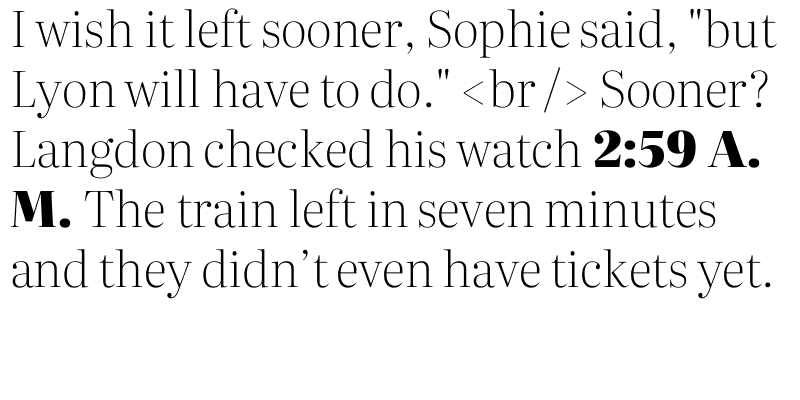 I wish it left sooner, Sophie said, "but
Lyon will have to do." <br/> Sooner?
Langdon checked his watch 2:59 A.
M. The train left in seven minutes
and they didn’t even have tickets yet.